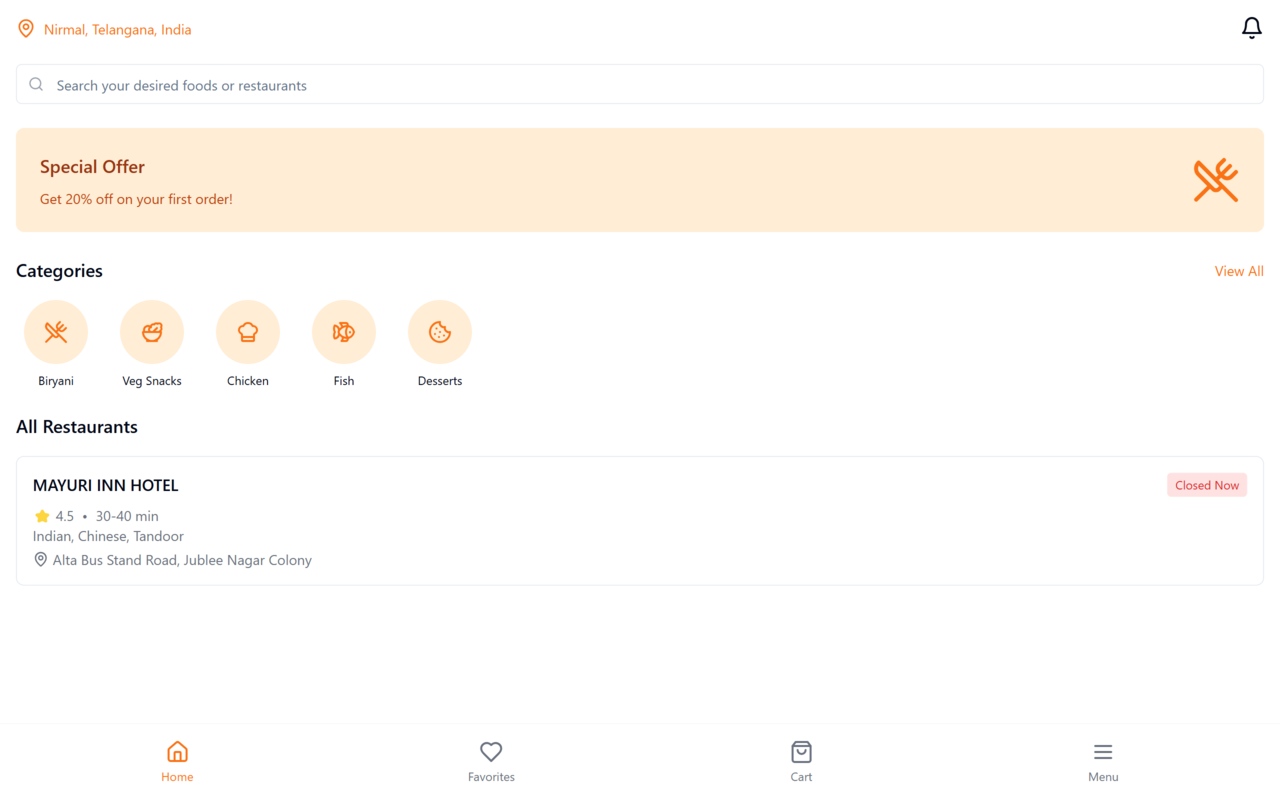 Nirmal, Telangana, India
Search your desired foods or restaurants
Special Offer
Get 20% off on your first order!
Categories
View All
Biryani
Veg Snacks
Chicken
Fish
Desserts
All Restaurants
MAYURI INN HOTEL
Closed Now
4.5 • 30-40 min
Indian, Chinese, Tandoor
Alta Bus Stand Road, Jublee Nagar Colony
Home
Favorites
Cart
Menu